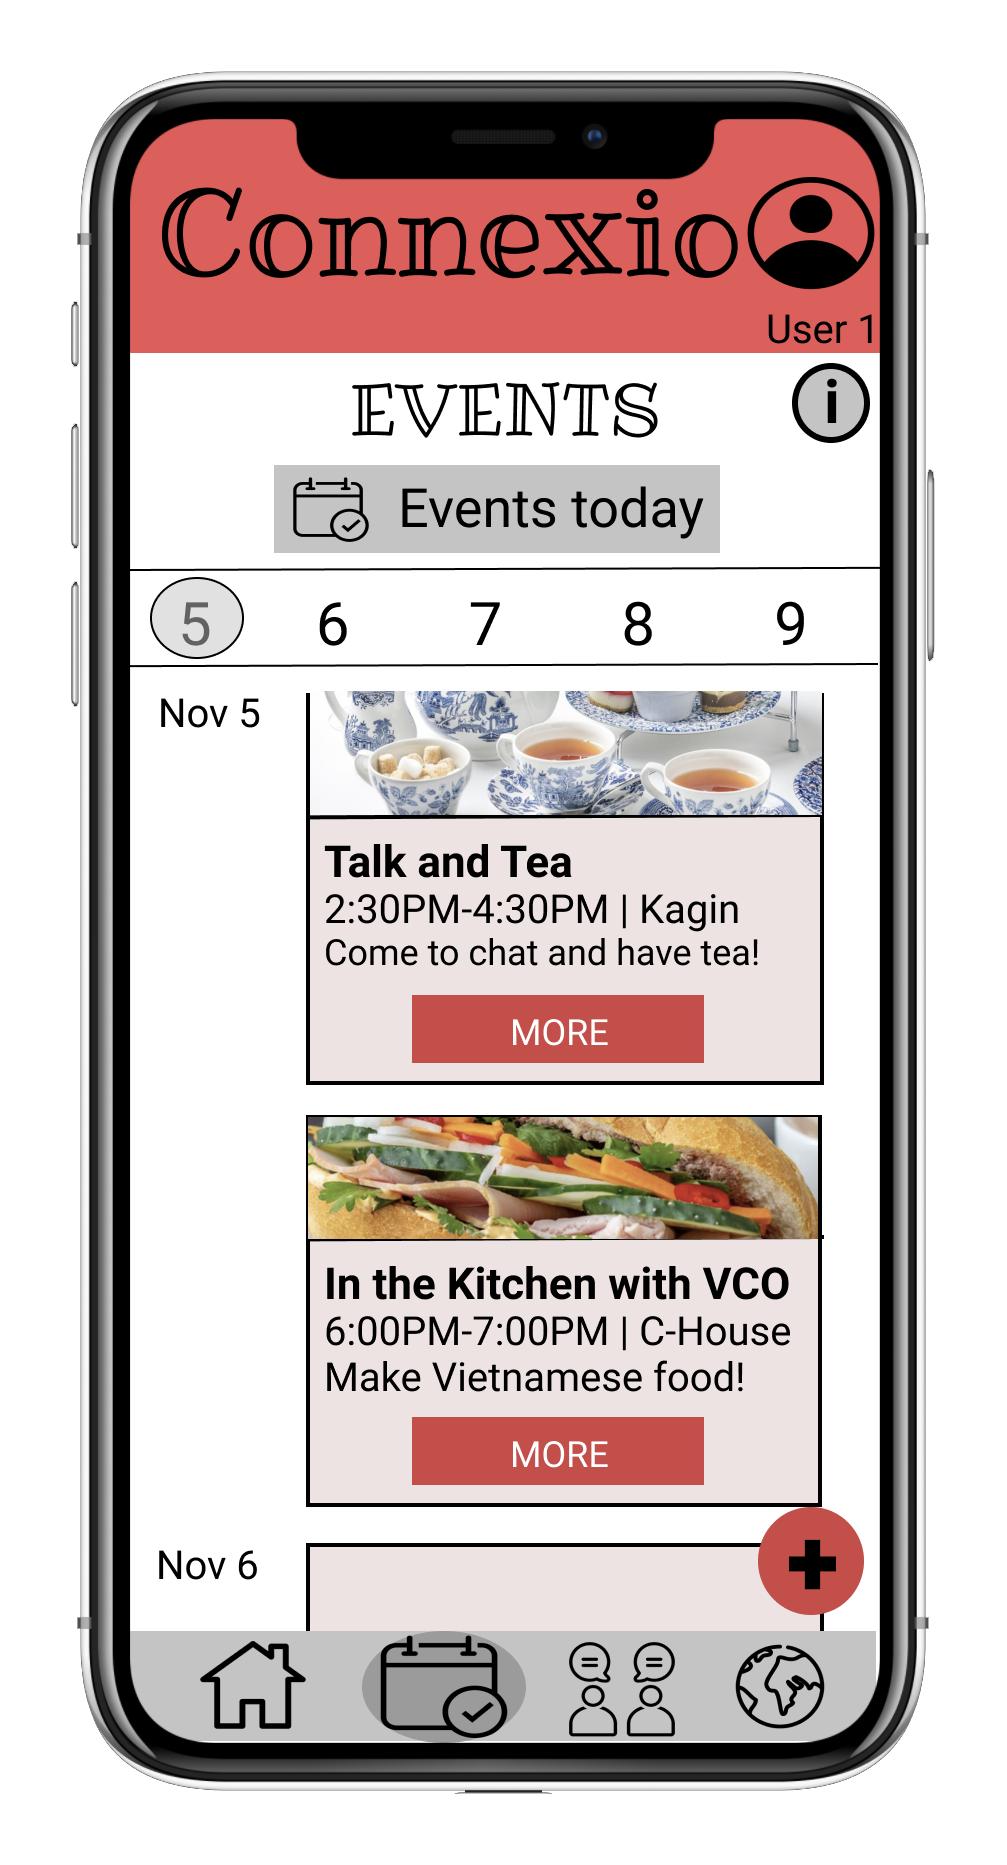 Connexio
User 1
EVENTS
i
Events today
5 6 7 8 9
Nov 5
Talk and Tea
2:30PM-4:30PM | Kagin
Come to chat and have tea!
MORE
In the Kitchen with VCO
6:00PM-7:00PM | C-House
Make Vietnamese food!
MORE
Nov 6